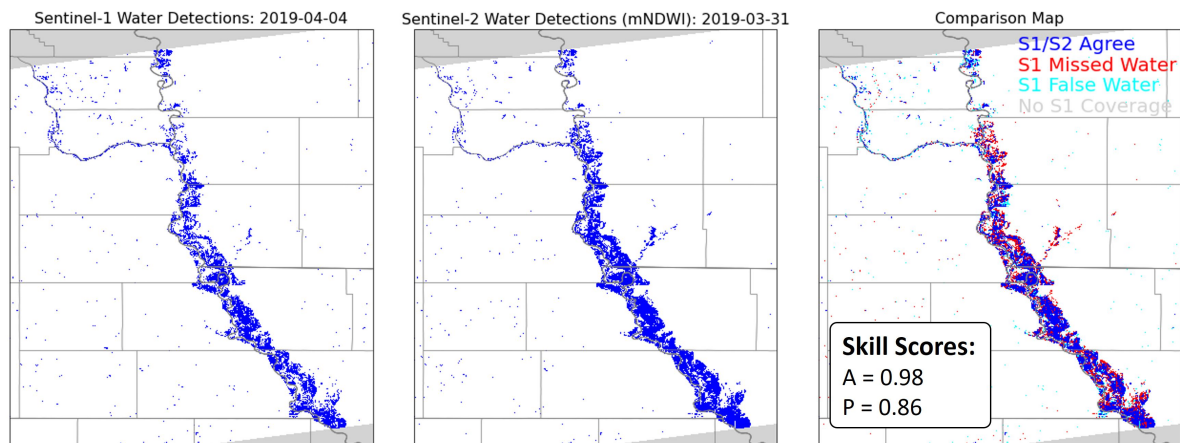 Sentinel-1 Water Detections: 2019-04-04
Sentinel-2 Water Detections (mNDWI): 2019-03-31
Comparison Map
S1/S2 Agree
S1 Missed Water
S1 False Water
No S1 Coverage
Skill Scores:
A = 0.98
P = 0.86